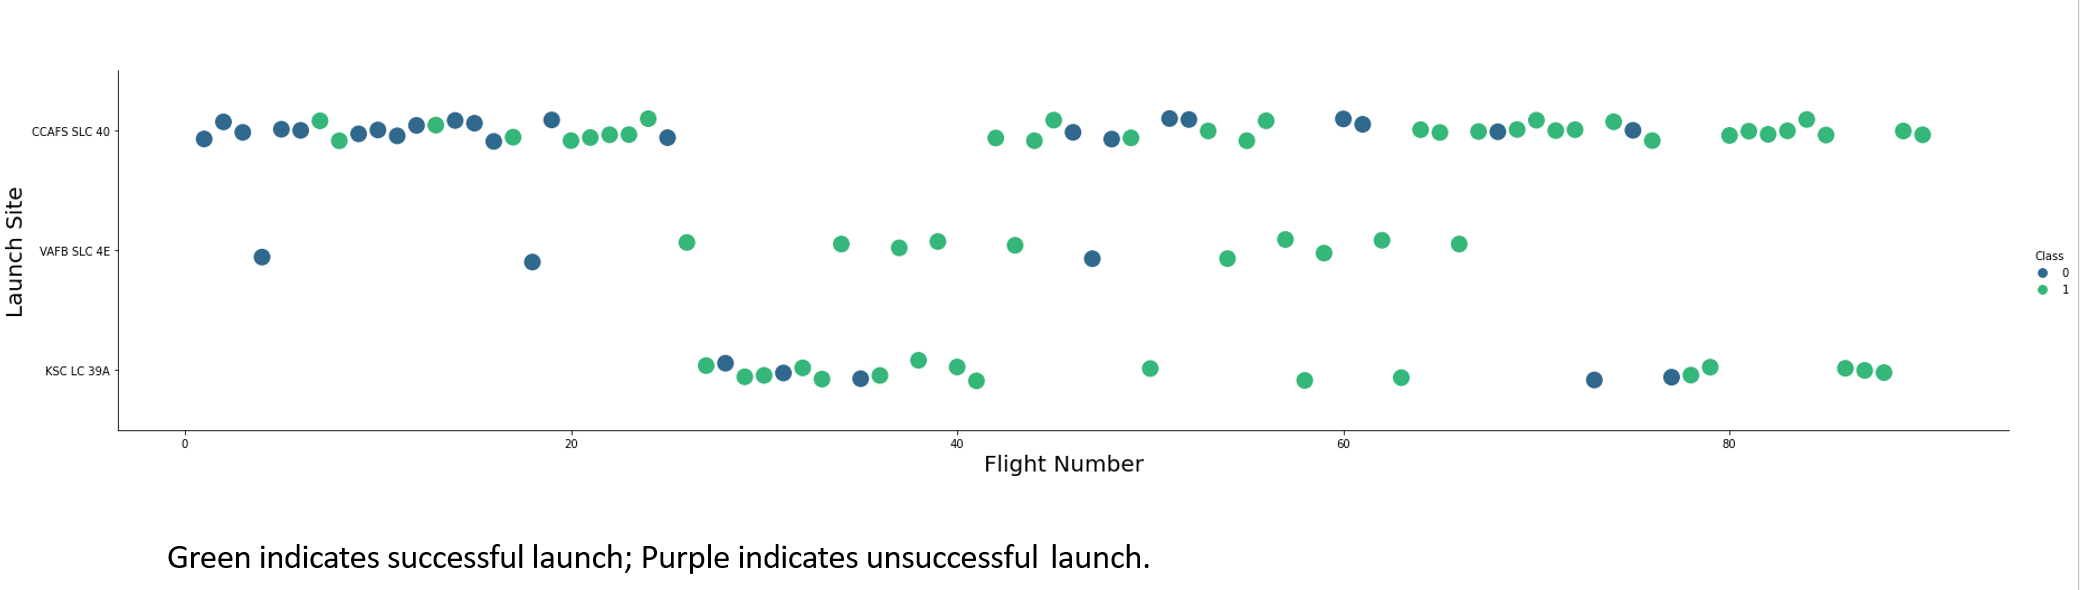 Launch Site
CCAFS SLC 40
VAFB SLC 4E
KSC LC 39A
0 20 40 60 80
Flight Number
Class
0
1
Green indicates successful launch; Purple indicates unsuccessful launch.